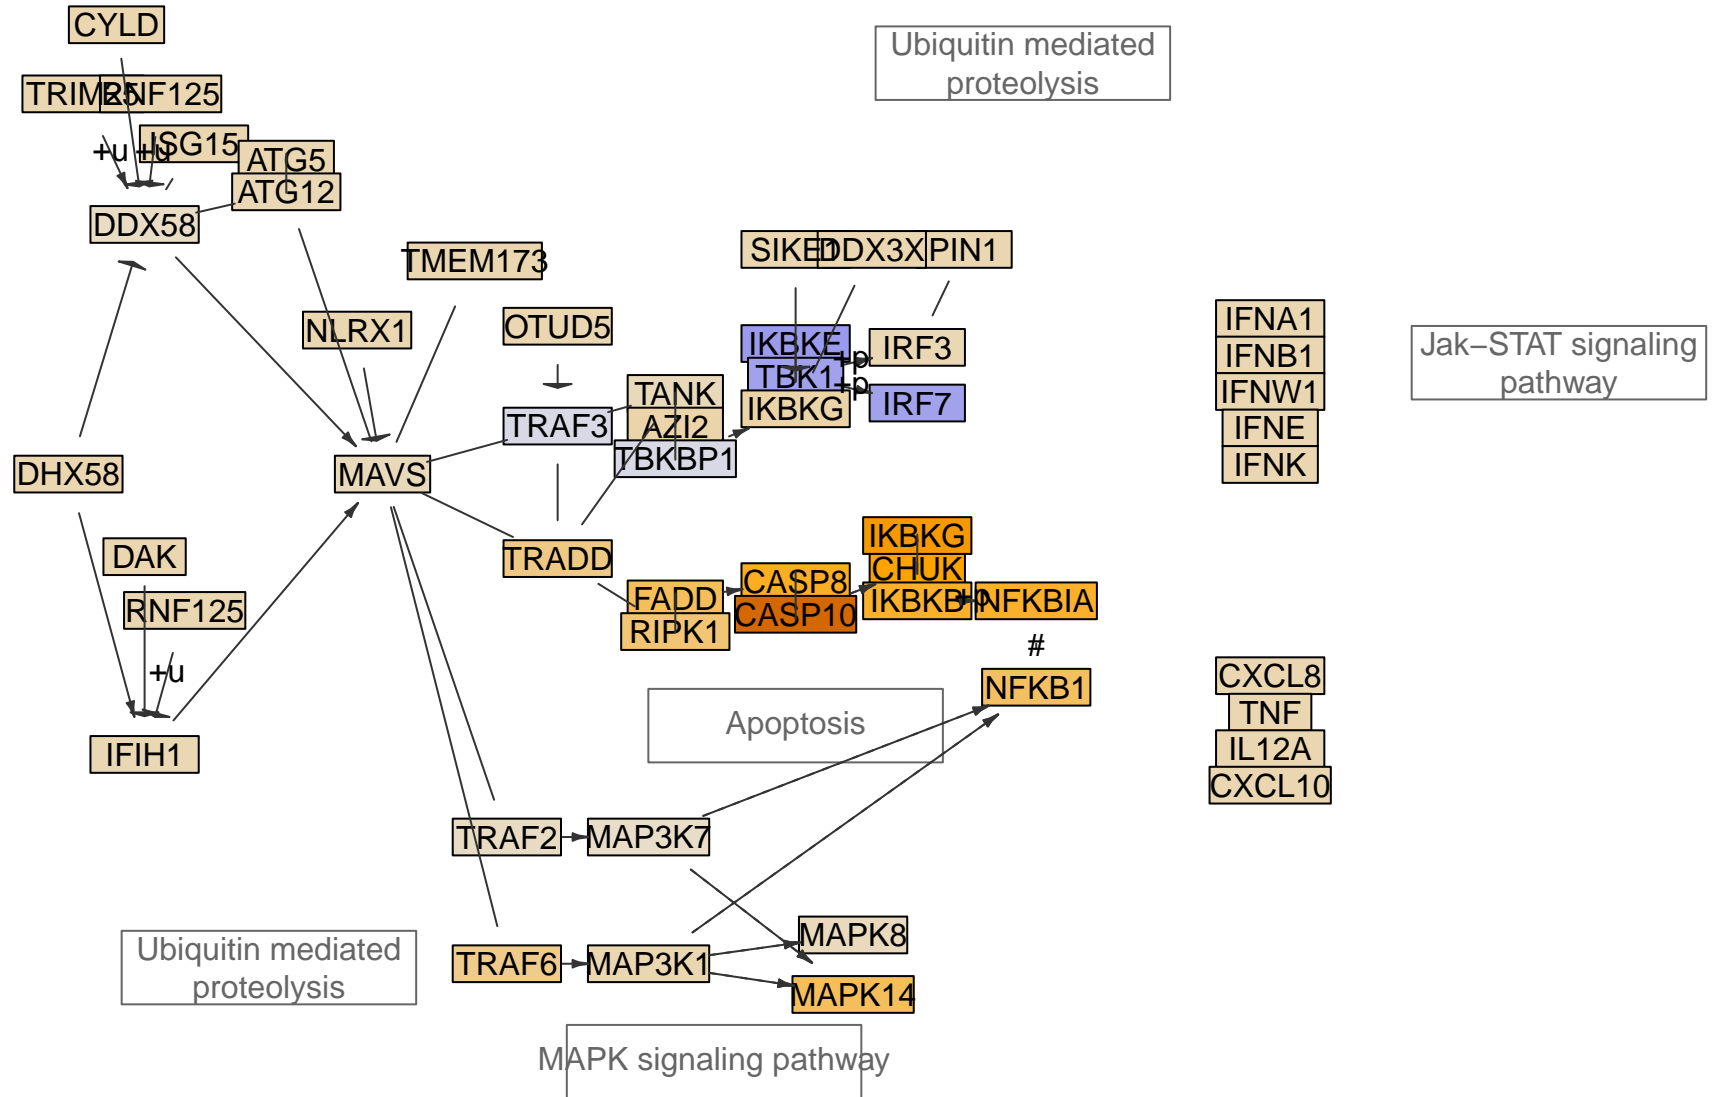 CYLD
Ubiquitin mediated
proteolysis
TRIM25
RNF125
ISG15
+u
+u
ATG5
ATG12
DDX58
TMEM173
SIKE1
DDX3X
PIN1
NLRX1
OTUD5
IKBKE
IRF3
+p
TBK1
+p
IRF7
IKBKG
TANK
AZI2
TBKBP1
TRAF3
IFNA1
IFNB1
IFNW1
IFNE
IFNK
Jak−STAT signaling
pathway
DHX58
MAVS
DAK
RNF125
+u
IFIH1
TRADD
FADD
RIPK1
CASP8
CASP10
IKBKG
CHUK
IKBKB
+p
NFKBIA
#
NFKB1
CXCL8
TNF
IL12A
CXCL10
Apoptosis
TRAF2
MAP3K7
MAPK8
Ubiquitin mediated
proteolysis
TRAF6
MAP3K1
MAPK14
MAPK signaling pathway